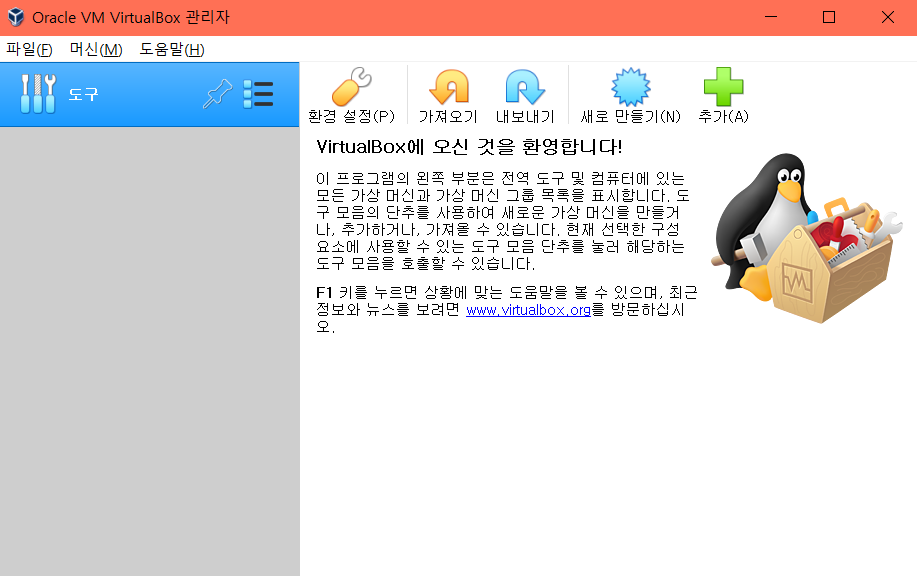 Oracle VM VirtualBox 관리자
파일(F) 머신(M) 도움말(H)
도구
환경 설정(P) 가져오기 내보내기 새로 만들기(N) 추가(A)
VirtualBox에 오신 것을 환영합니다!
이 프로그램의 왼쪽 부분은 전역 도구 및 컴퓨터에 있는
모든 가상 머신과 가상 머신 그룹 목록을 표시합니다. 도
구 모음의 단추를 사용하여 새로운 가상 머신을 만들거
나, 추가하거나, 가져올 수 있습니다. 현재 선택한 구성
요소에 사용할 수 있는 도구 모음 단추를 눌러 해당하는
도구 모음을 호출할 수 있습니다.
F1 키를 누르면 상황에 맞는 도움말을 볼 수 있으며, 최근
정보와 뉴스를 보려면 www.virtualbox.org를 방문하십시
오.